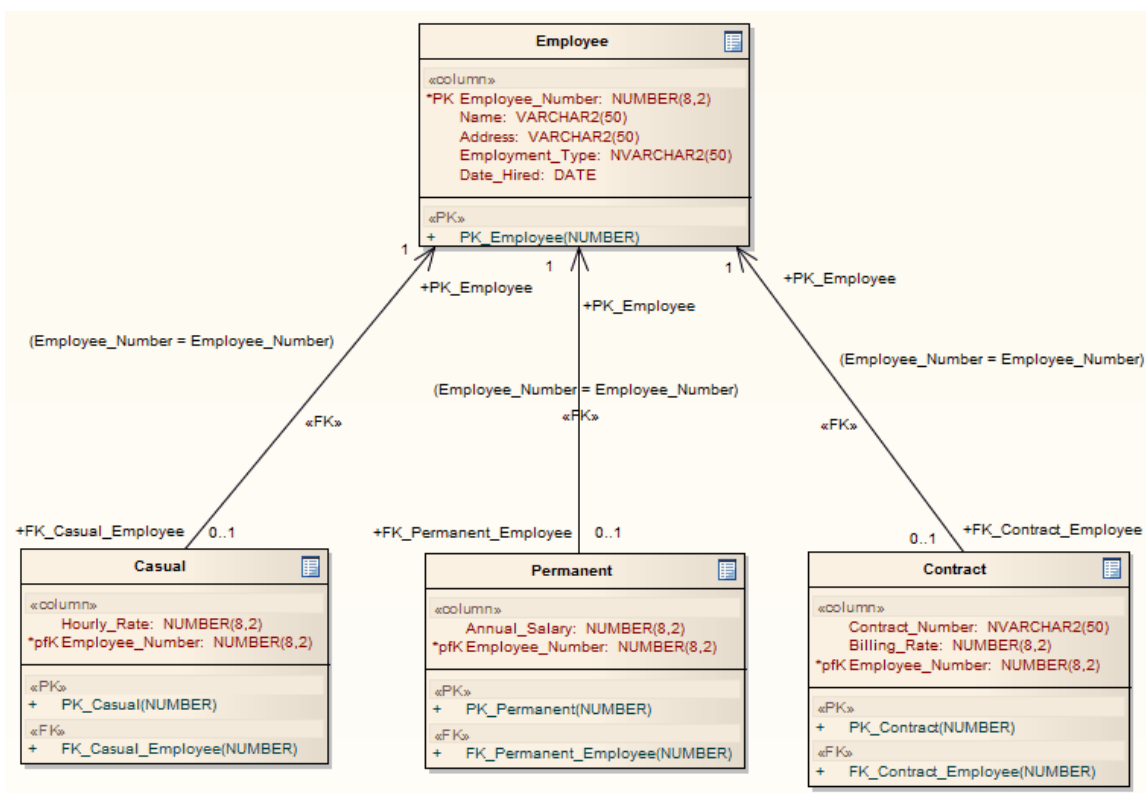 Employee
«column»
*PK Employee_Number: NUMBER(8,2)
Name: VARCHAR2(50)
Address: VARCHAR2(50)
Employment_Type: NVARCHAR2(50)
Date_Hired: DATE
«PK»
+ PK_Employee(NUMBER)
1
1
1
+PK_Employee
+PK_Employee
+PK_Employee
(Employee_Number = Employee_Number)
(Employee_Number = Employee_Number)
(Employee_Number = Employee_Number)
«FK»
«FK»
«FK»
+FK_Casual_Employee
0..1
+FK_Permanent_Employee
0..1
+FK_Contract_Employee
0..1
Casual
«column»
Hourly_Rate: NUMBER(8,2)
*pfK Employee_Number: NUMBER(8,2)
«PK»
+ PK_Casual(NUMBER)
«FK»
+ FK_Casual_Employee(NUMBER)
Permanent
«column»
Annual_Salary: NUMBER(8,2)
*pfK Employee_Number: NUMBER(8,2)
«PK»
+ PK_Permanent(NUMBER)
«FK»
+ FK_Permanent_Employee(NUMBER)
Contract
«column»
Contract_Number: NVARCHAR2(50)
Billing_Rate: NUMBER(8,2)
*pfK Employee_Number: NUMBER(8,2)
«PK»
+ PK_Contract(NUMBER)
«FK»
+ FK_Contract_Employee(NUMBER)